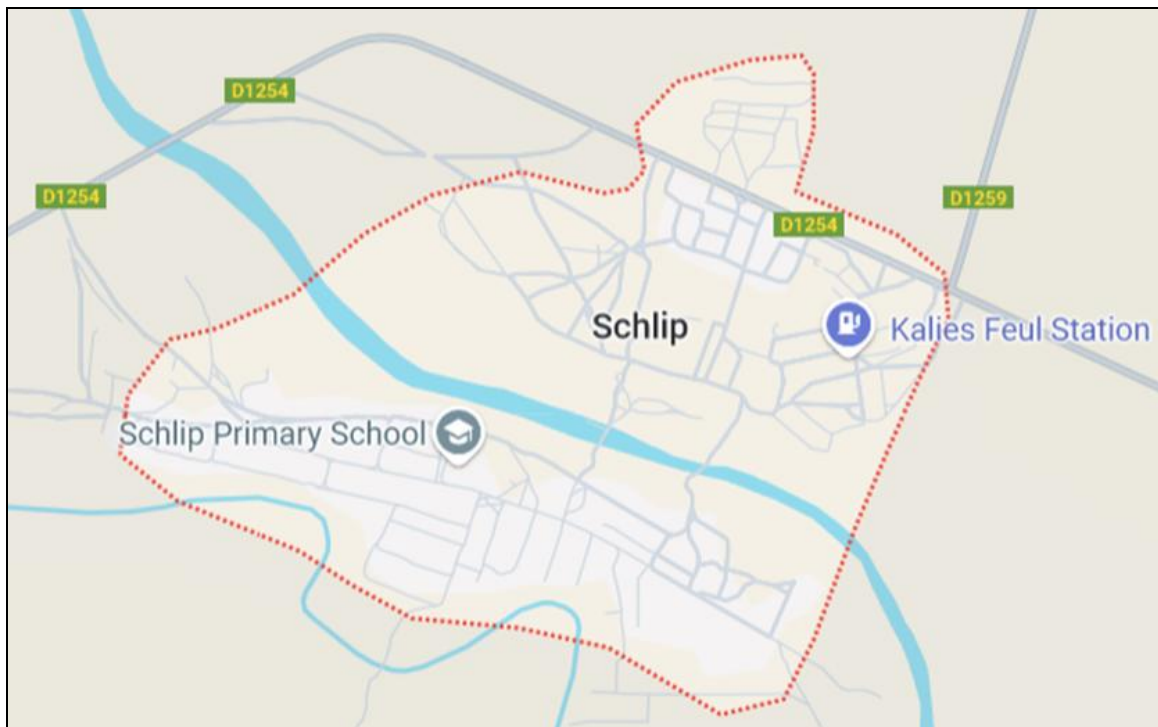 D1254
D1254
D1259
D1254
Schlip
Kalies Feul Station
Schlip Primary School